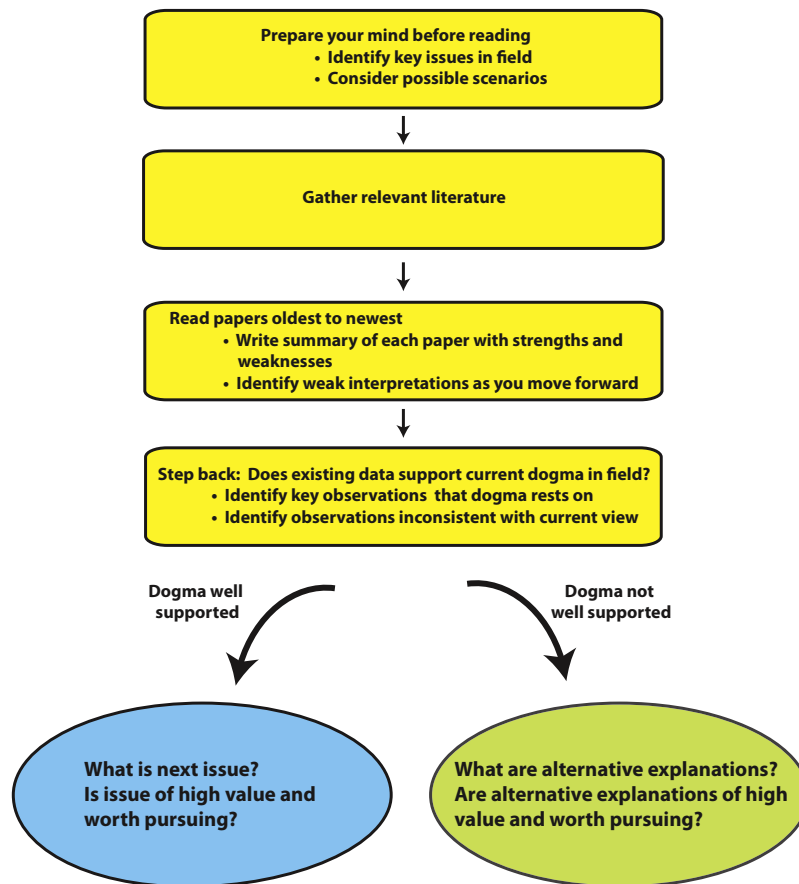 Prepare your mind before reading
• Identify key issues in field
• Consider possible scenarios
Gather relevant literature
Read papers oldest to newest
• Write summary of each paper with strengths and
weaknesses
• Identify weak interpretations as you move forward
Step back: Does existing data support current dogma in field?
• Identify key observations that dogma rests on
• Identify observations inconsistent with current view
Dogma well
supported
Dogma not
well supported
What is next issue?
Is issue of high value and
worth pursuing?
What are alternative explanations?
Are alternative explanations of high
value and worth pursuing?